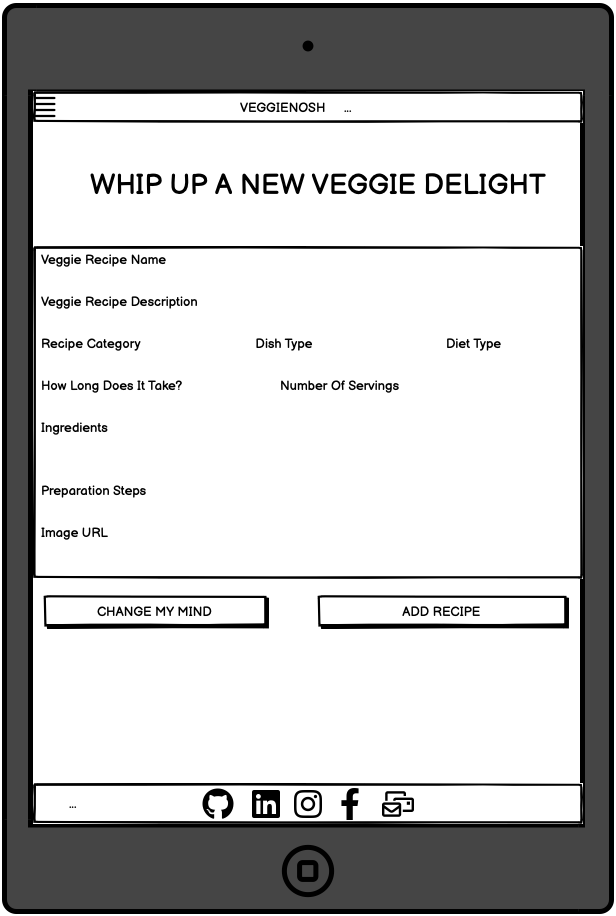 VEGGIENOSH ...
WHIP UP A NEW VEGGIE DELIGHT
Veggie Recipe Name
Veggie Recipe Description
Recipe Category Dish Type Diet Type
How Long Does It Take? Number Of Servings
Ingredients
Preparation Steps
Image URL
CHANGE MY MIND ADD RECIPE
... in